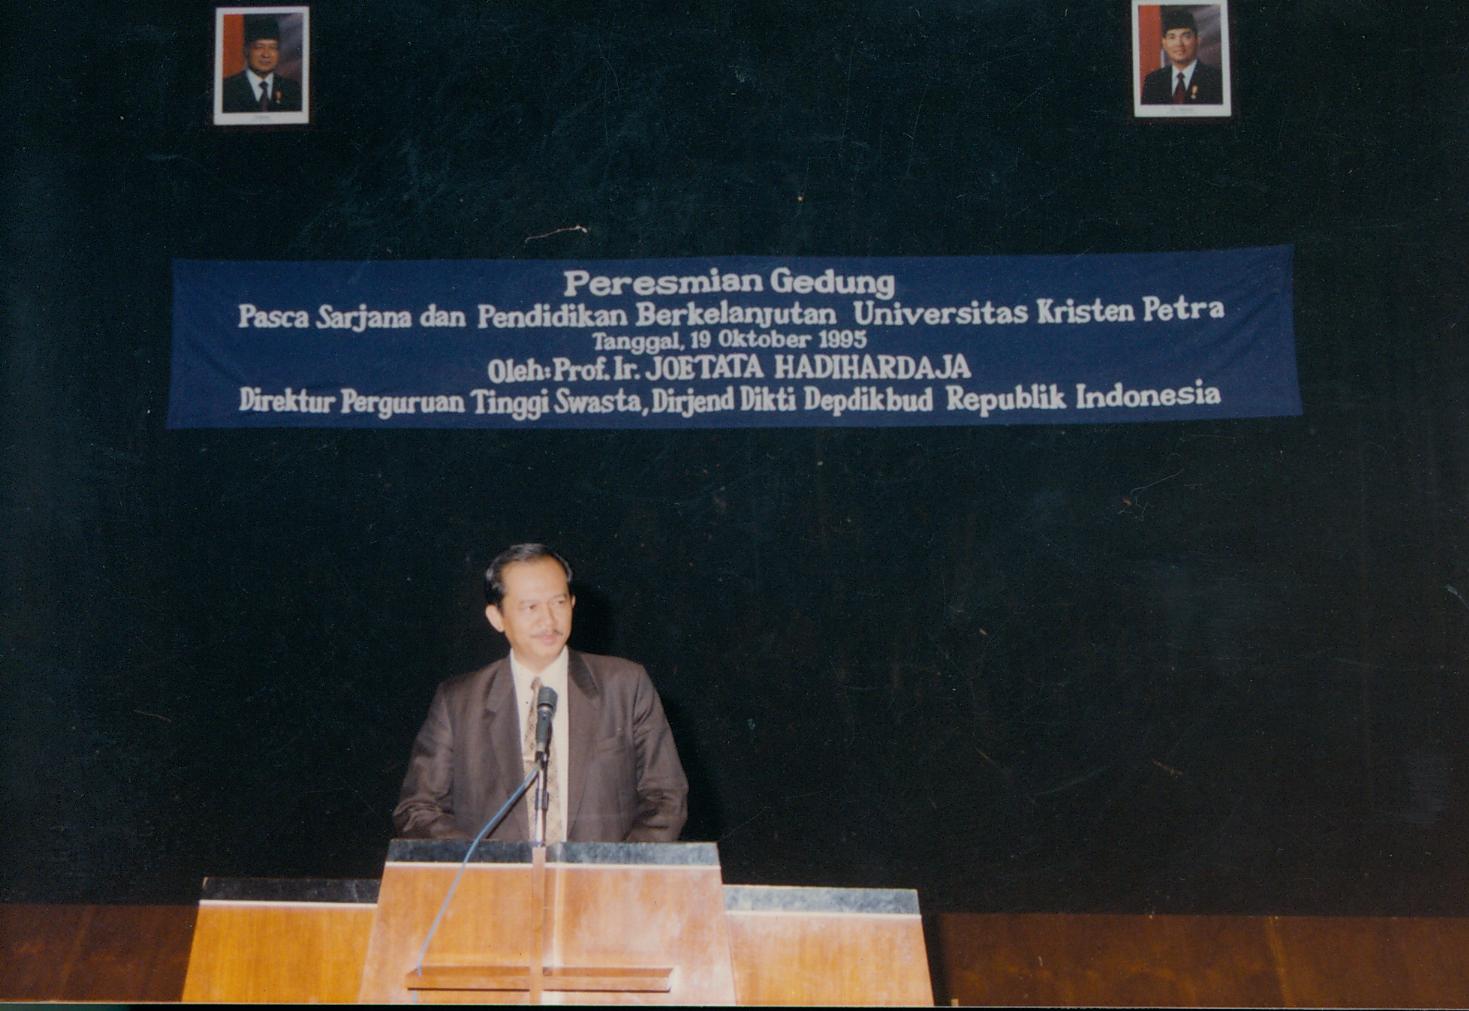 Peresmian Gedung
Pasca Sarjana dan Pendidikan Berkelanjutan Universitas Kristen Petra
Tanggal, 19 Oktober 1995
Oleh: Prof. Ir. JOETATA HADIHARDAJA
Direktur Perguruan Tinggi Swasta, Dirjend Dikti Depdikbud Republik Indonesia